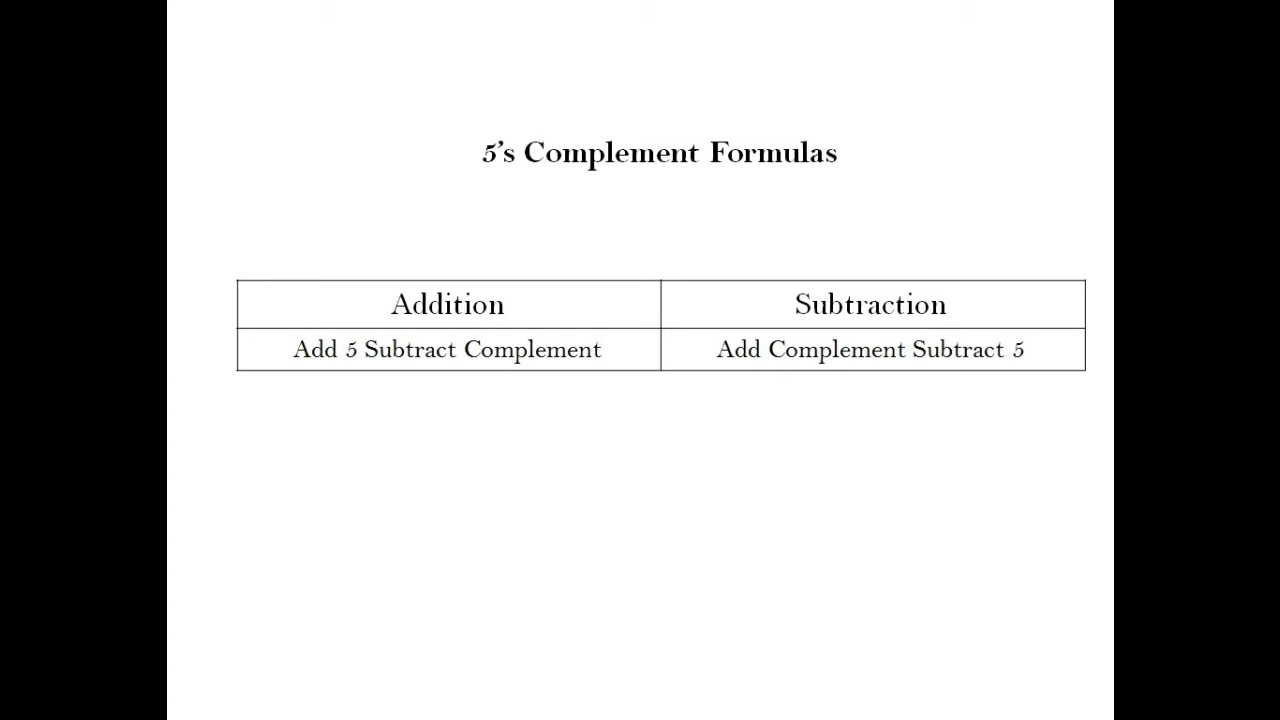 5’s Complement Formulas
Addition Subtraction
Add 5 Subtract Complement Add Complement Subtract 5